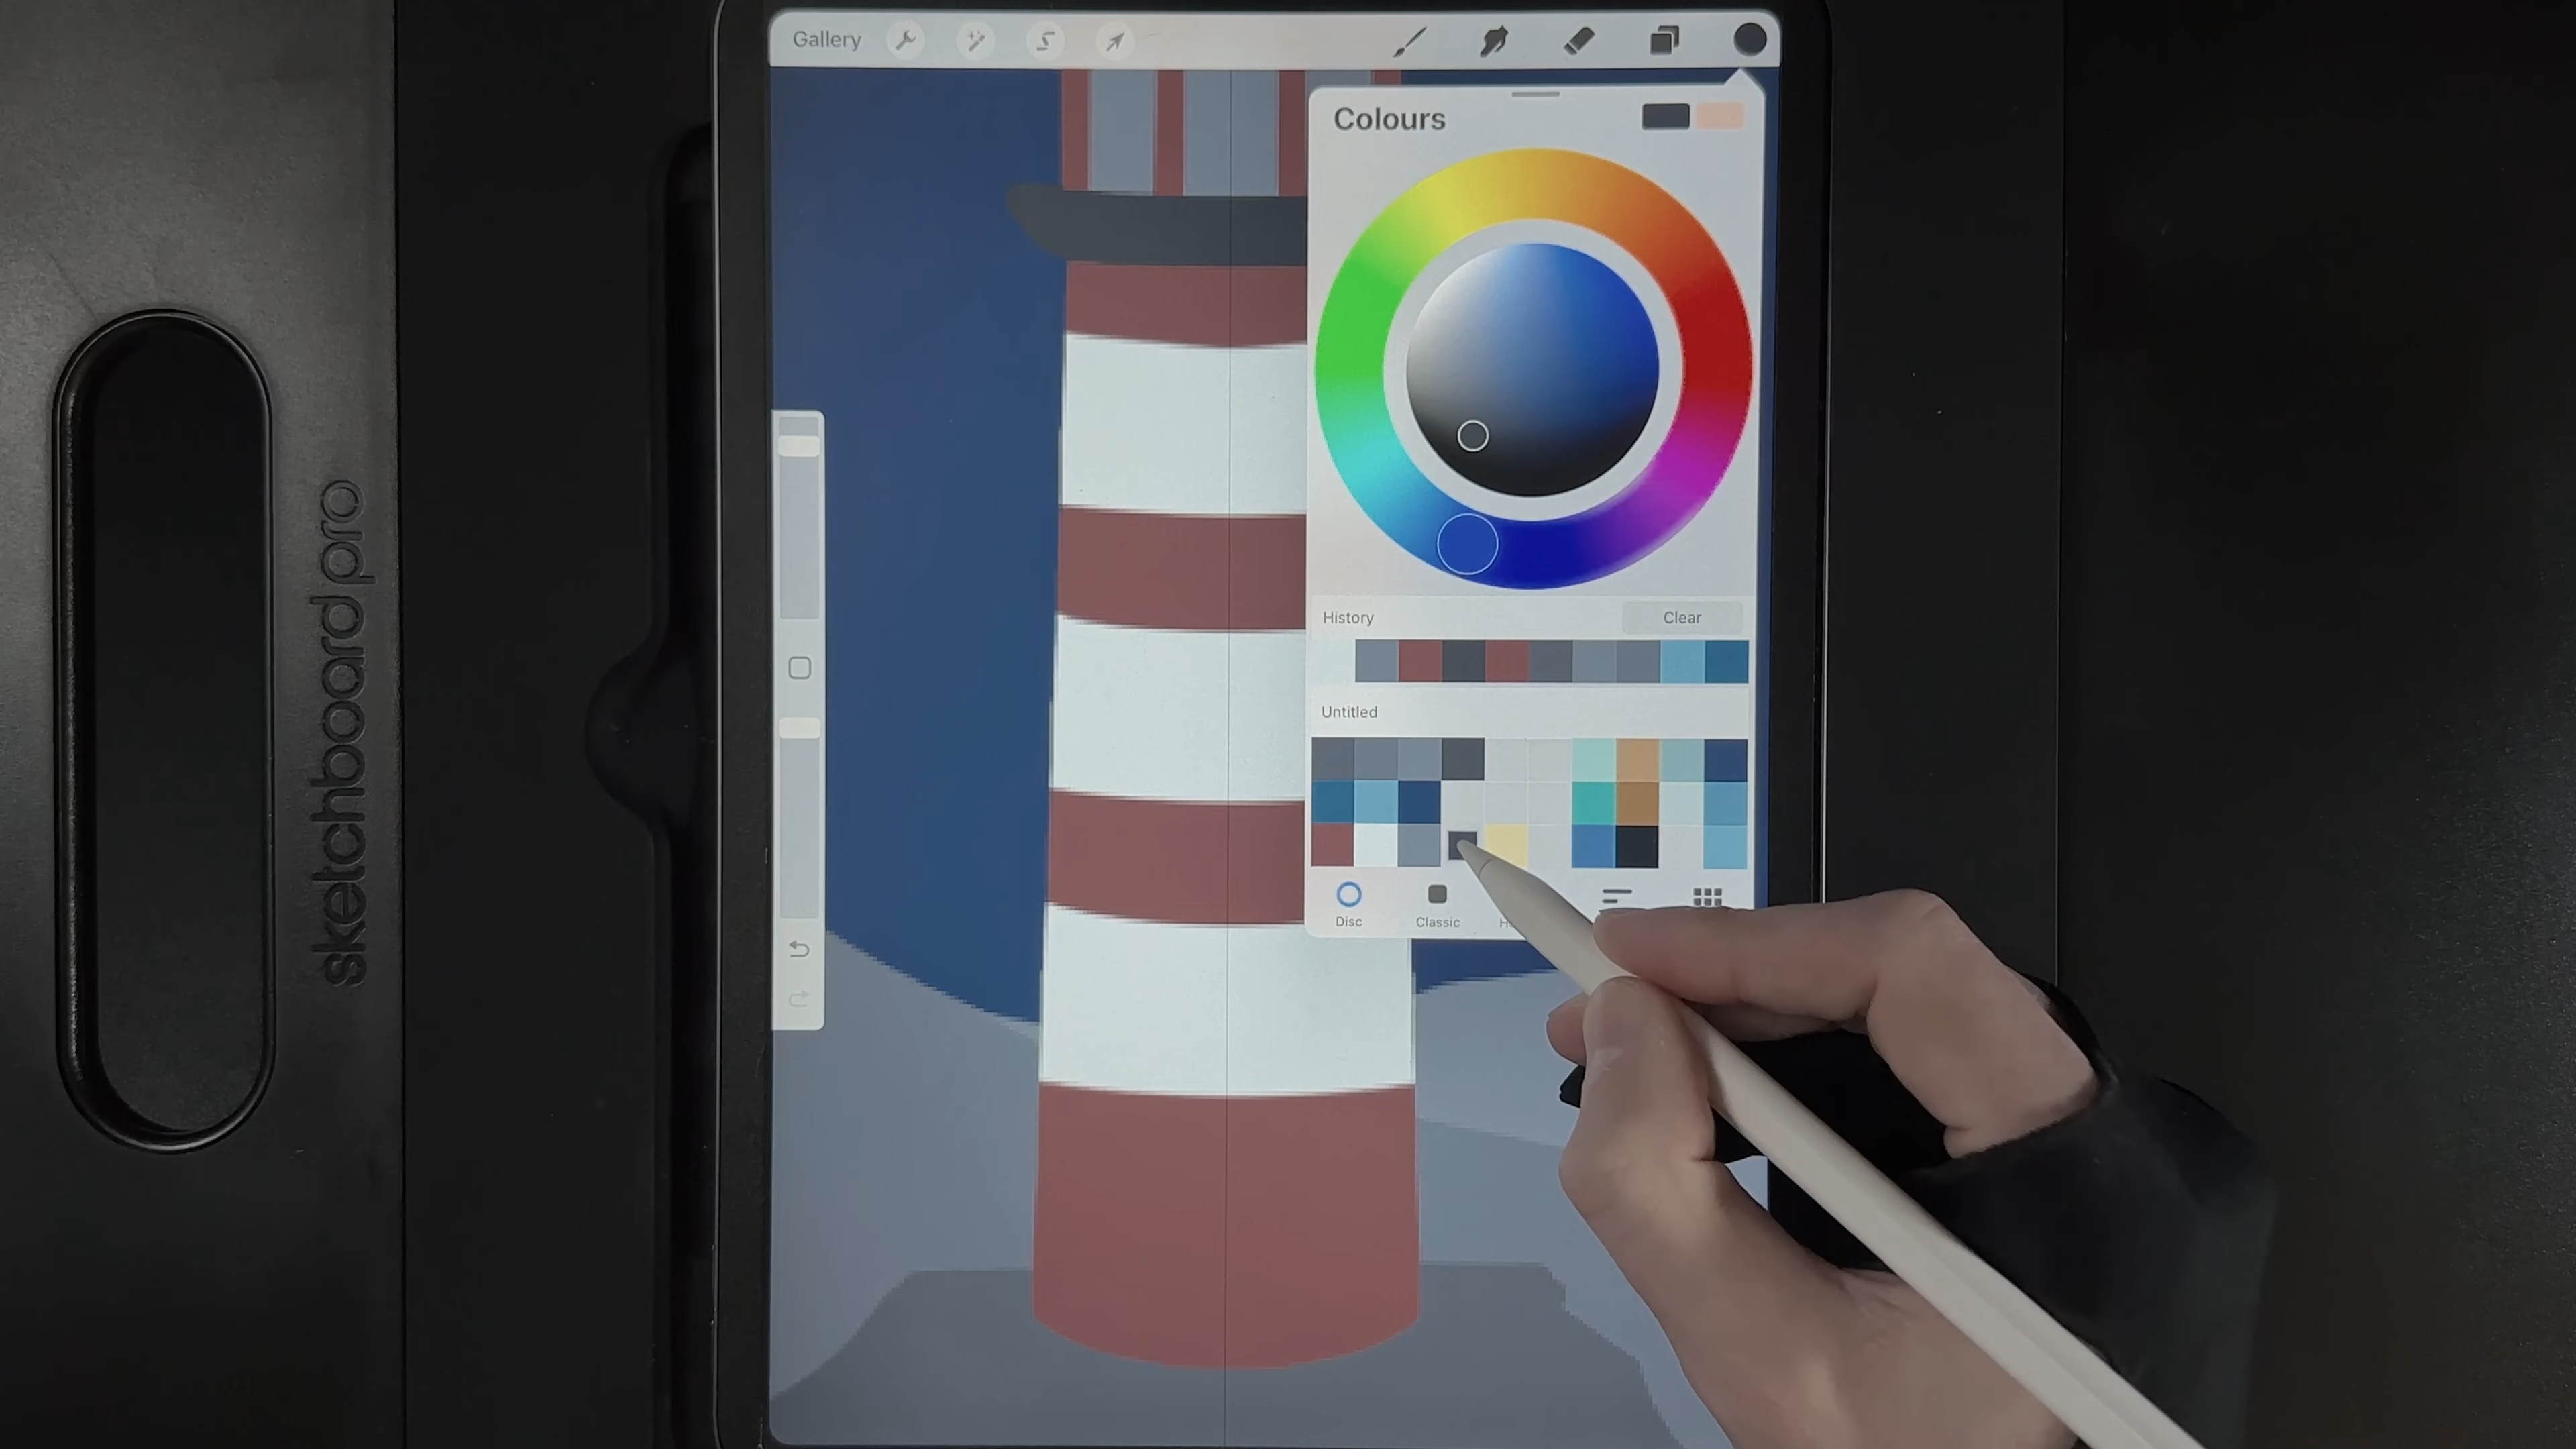 sketchboard pro
Gallery
Colours
History
Clear
Untitled
Disc
Classic